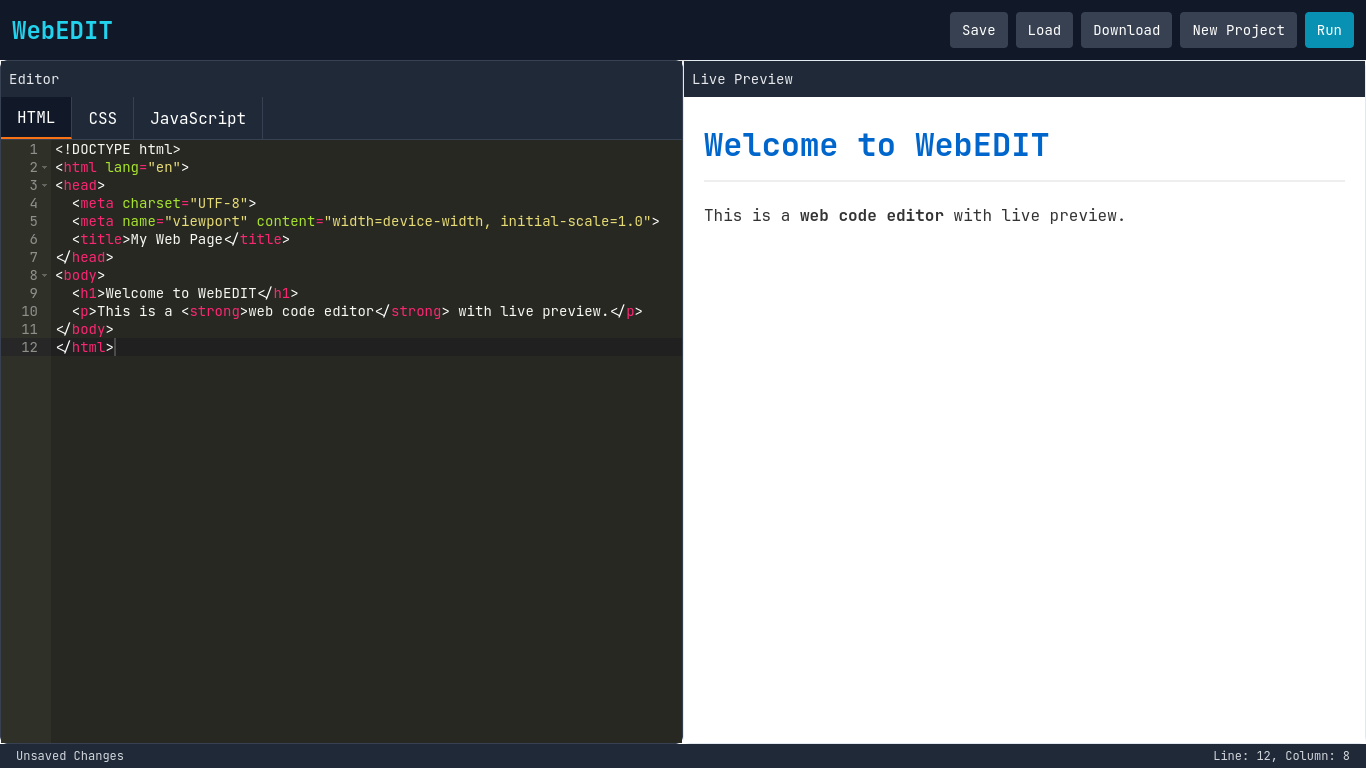 WebEDIT
Save Load Download New Project Run
Editor
HTML CSS JavaScript
1 <!DOCTYPE html>
2 <html lang="en">
3 <head>
4   <meta charset="UTF-8">
5   <meta name="viewport" content="width=device-width, initial-scale=1.0">
6   <title>My Web Page</title>
7 </head>
8 <body>
9   <h1>Welcome to WebEDIT</h1>
10   <p>This is a <strong>web code editor</strong> with live preview.</p>
11 </body>
12 </html>
Live Preview
Welcome to WebEDIT
This is a web code editor with live preview.
Unsaved Changes
Line: 12, Column: 8